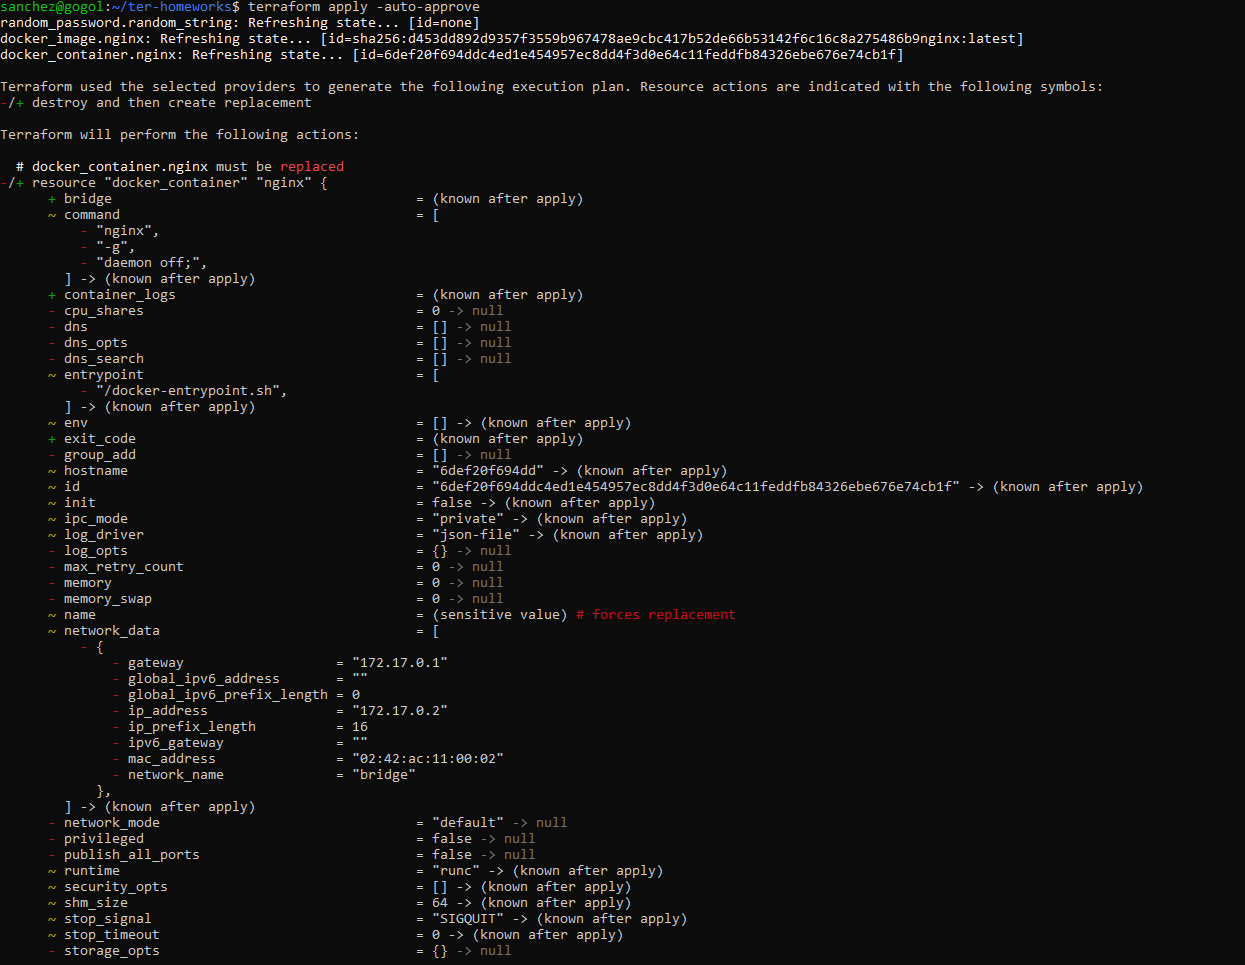 sanchez@gogol:~/ter-homeworks$ terraform apply -auto-approve
random_password.random_string: Refreshing state... [id=none]
docker_image.nginx: Refreshing state... [id=sha256:d453dd892d9357f3559b967478ae9cbc417b52de66b53142f6c16c8a275486b9nginx:latest]
docker_container.nginx: Refreshing state... [id=6def20f694ddc4ed1e454957ec8dd4f3d0e64c11feddfb84326ebe676e74cb1f]
Terraform used the selected providers to generate the following execution plan. Resource actions are indicated with the following symbols:
-/+ destroy and then create replacement
Terraform will perform the following actions:
  # docker_container.nginx must be replaced
-/+ resource "docker_container" "nginx" {
      + bridge = (known after apply)
      ~ command = [
          - "nginx",
          - "-g",
          - "daemon off;",
        ] -> (known after apply)
      + container_logs = (known after apply)
      - cpu_shares = 0 -> null
      - dns = [] -> null
      - dns_opts = [] -> null
      - dns_search = [] -> null
      ~ entrypoint = [
          - "/docker-entrypoint.sh",
        ] -> (known after apply)
      ~ env = [] -> (known after apply)
      + exit_code = (known after apply)
      - group_add = [] -> null
      ~ hostname = "6def20f694dd" -> (known after apply)
      ~ id = "6def20f694ddc4ed1e454957ec8dd4f3d0e64c11feddfb84326ebe676e74cb1f" -> (known after apply)
      ~ init = false -> (known after apply)
      ~ ipc_mode = "private" -> (known after apply)
      ~ log_driver = "json-file" -> (known after apply)
      - log_opts = {} -> null
      - max_retry_count = 0 -> null
      - memory = 0 -> null
      - memory_swap = 0 -> null
      ~ name = (sensitive value) # forces replacement
      ~ network_data = [
          - {
              - gateway = "172.17.0.1"
              - global_ipv6_address = ""
              - global_ipv6_prefix_length = 0
              - ip_address = "172.17.0.2"
              - ip_prefix_length = 16
              - ipv6_gateway = ""
              - mac_address = "02:42:ac:11:00:02"
              - network_name = "bridge"
            },
        ] -> (known after apply)
      - network_mode = "default" -> null
      - privileged = false -> null
      - publish_all_ports = false -> null
      ~ runtime = "runc" -> (known after apply)
      ~ security_opts = [] -> (known after apply)
      ~ shm_size = 64 -> (known after apply)
      ~ stop_signal = "SIGQUIT" -> (known after apply)
      ~ stop_timeout = 0 -> (known after apply)
      - storage_opts = {} -> null